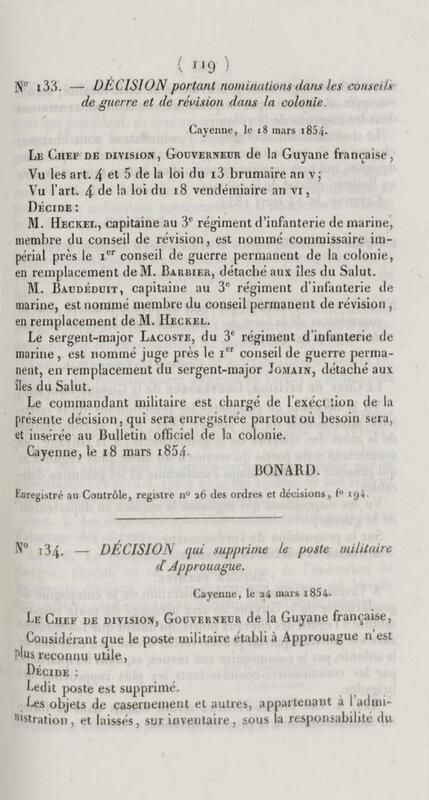 ( 119 )
N° 133. — DÉCISION portant nominations dans les conseils
de guerre et de révision dans la colonie.
Cayenne, le 18 mars 1854.
LE CHEF DE DIVISION, GOUVERNEUR de la Guyane française,
Vu les art. 4 et 5 de la loi du 13 brumaire an v;
Vu l'art. 4 de la loi du 18 vendémiaire an vi,
DÉCIDE :
M. HECKEL, capitaine au 3e régiment d'infanterie de marine,
membre du conseil de révision, est nommé commissaire im-
périal près le 1er conseil de guerre permanent de la colonie,
en remplacement de M. BARBIER, détaché aux îles du Salut.
M. BAUDÉDUIT, capitaine au 3e régiment d'infanterie de
marine, est nommé membre du conseil permanent de révision,
en remplacement de M. HECKEL.
Le sergent-major LACOSTE, du 3e régiment d'infanterie de
marine, est nommé juge près le 1er conseil de guerre perma-
nent, en remplacement du sergent-major JOMAIN, détaché aux
îles du Salut.
Le commandant militaire est chargé de l'exécution de la
présente décision, qui sera enregistrée partout où besoin sera,
et insérée au Bulletin officiel de la colonie.
Cayenne, le 18 mars 1854.
BONARD.
Enregistré au Contrôle, registre n° 26 des ordres et décisions, f° 194.
N° 134. — DÉCISION qui supprime le poste militaire
d'Approuague.
Cayenne, le 24 mars 1854.
LE CHEF DE DIVISION, GOUVERNEUR de la Guyane française,
Considérant que le poste militaire établi à Approuague n'est
plus reconnu utile,
DÉCIDE :
Ledit poste est supprimé.
Les objets de casernement et autres, appartenant à l'admi-
nistration, et laissés, sur inventaire, sous la responsabilité du